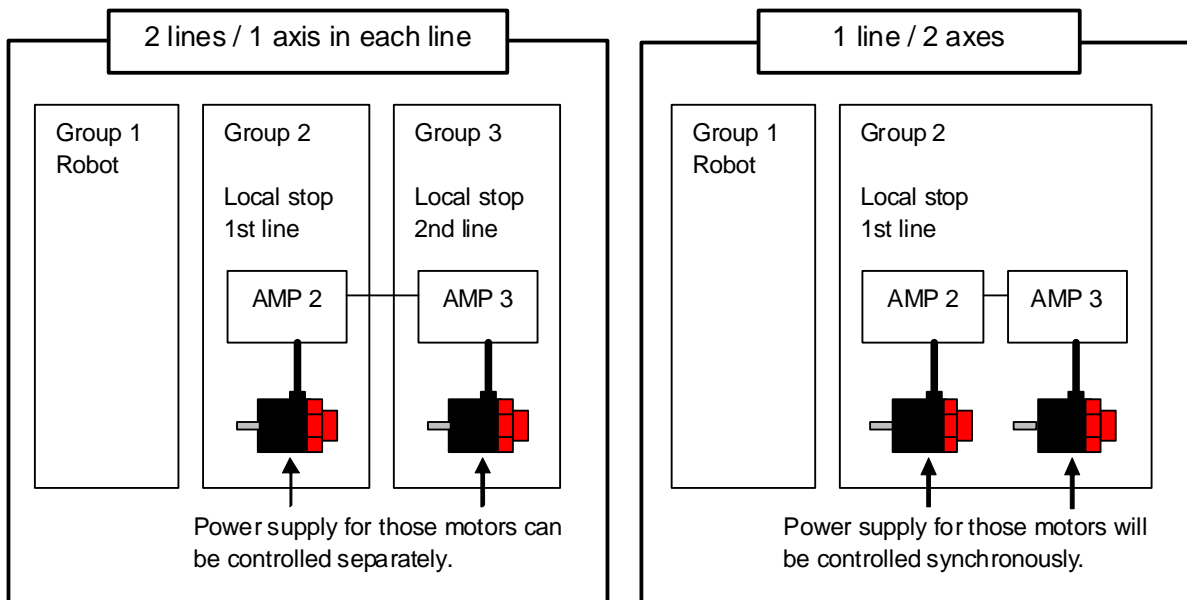 2 lines / 1 axis in each line
Group 1
Robot
Group 2
Local stop
1st line
Group 3
Local stop
2nd line
AMP 2
AMP 3
Power supply for those motors can
be controlled separately.
1 line / 2 axes
Group 1
Robot
Group 2
Local stop
1st line
AMP 2
AMP 3
Power supply for those motors will
be controlled synchronously.